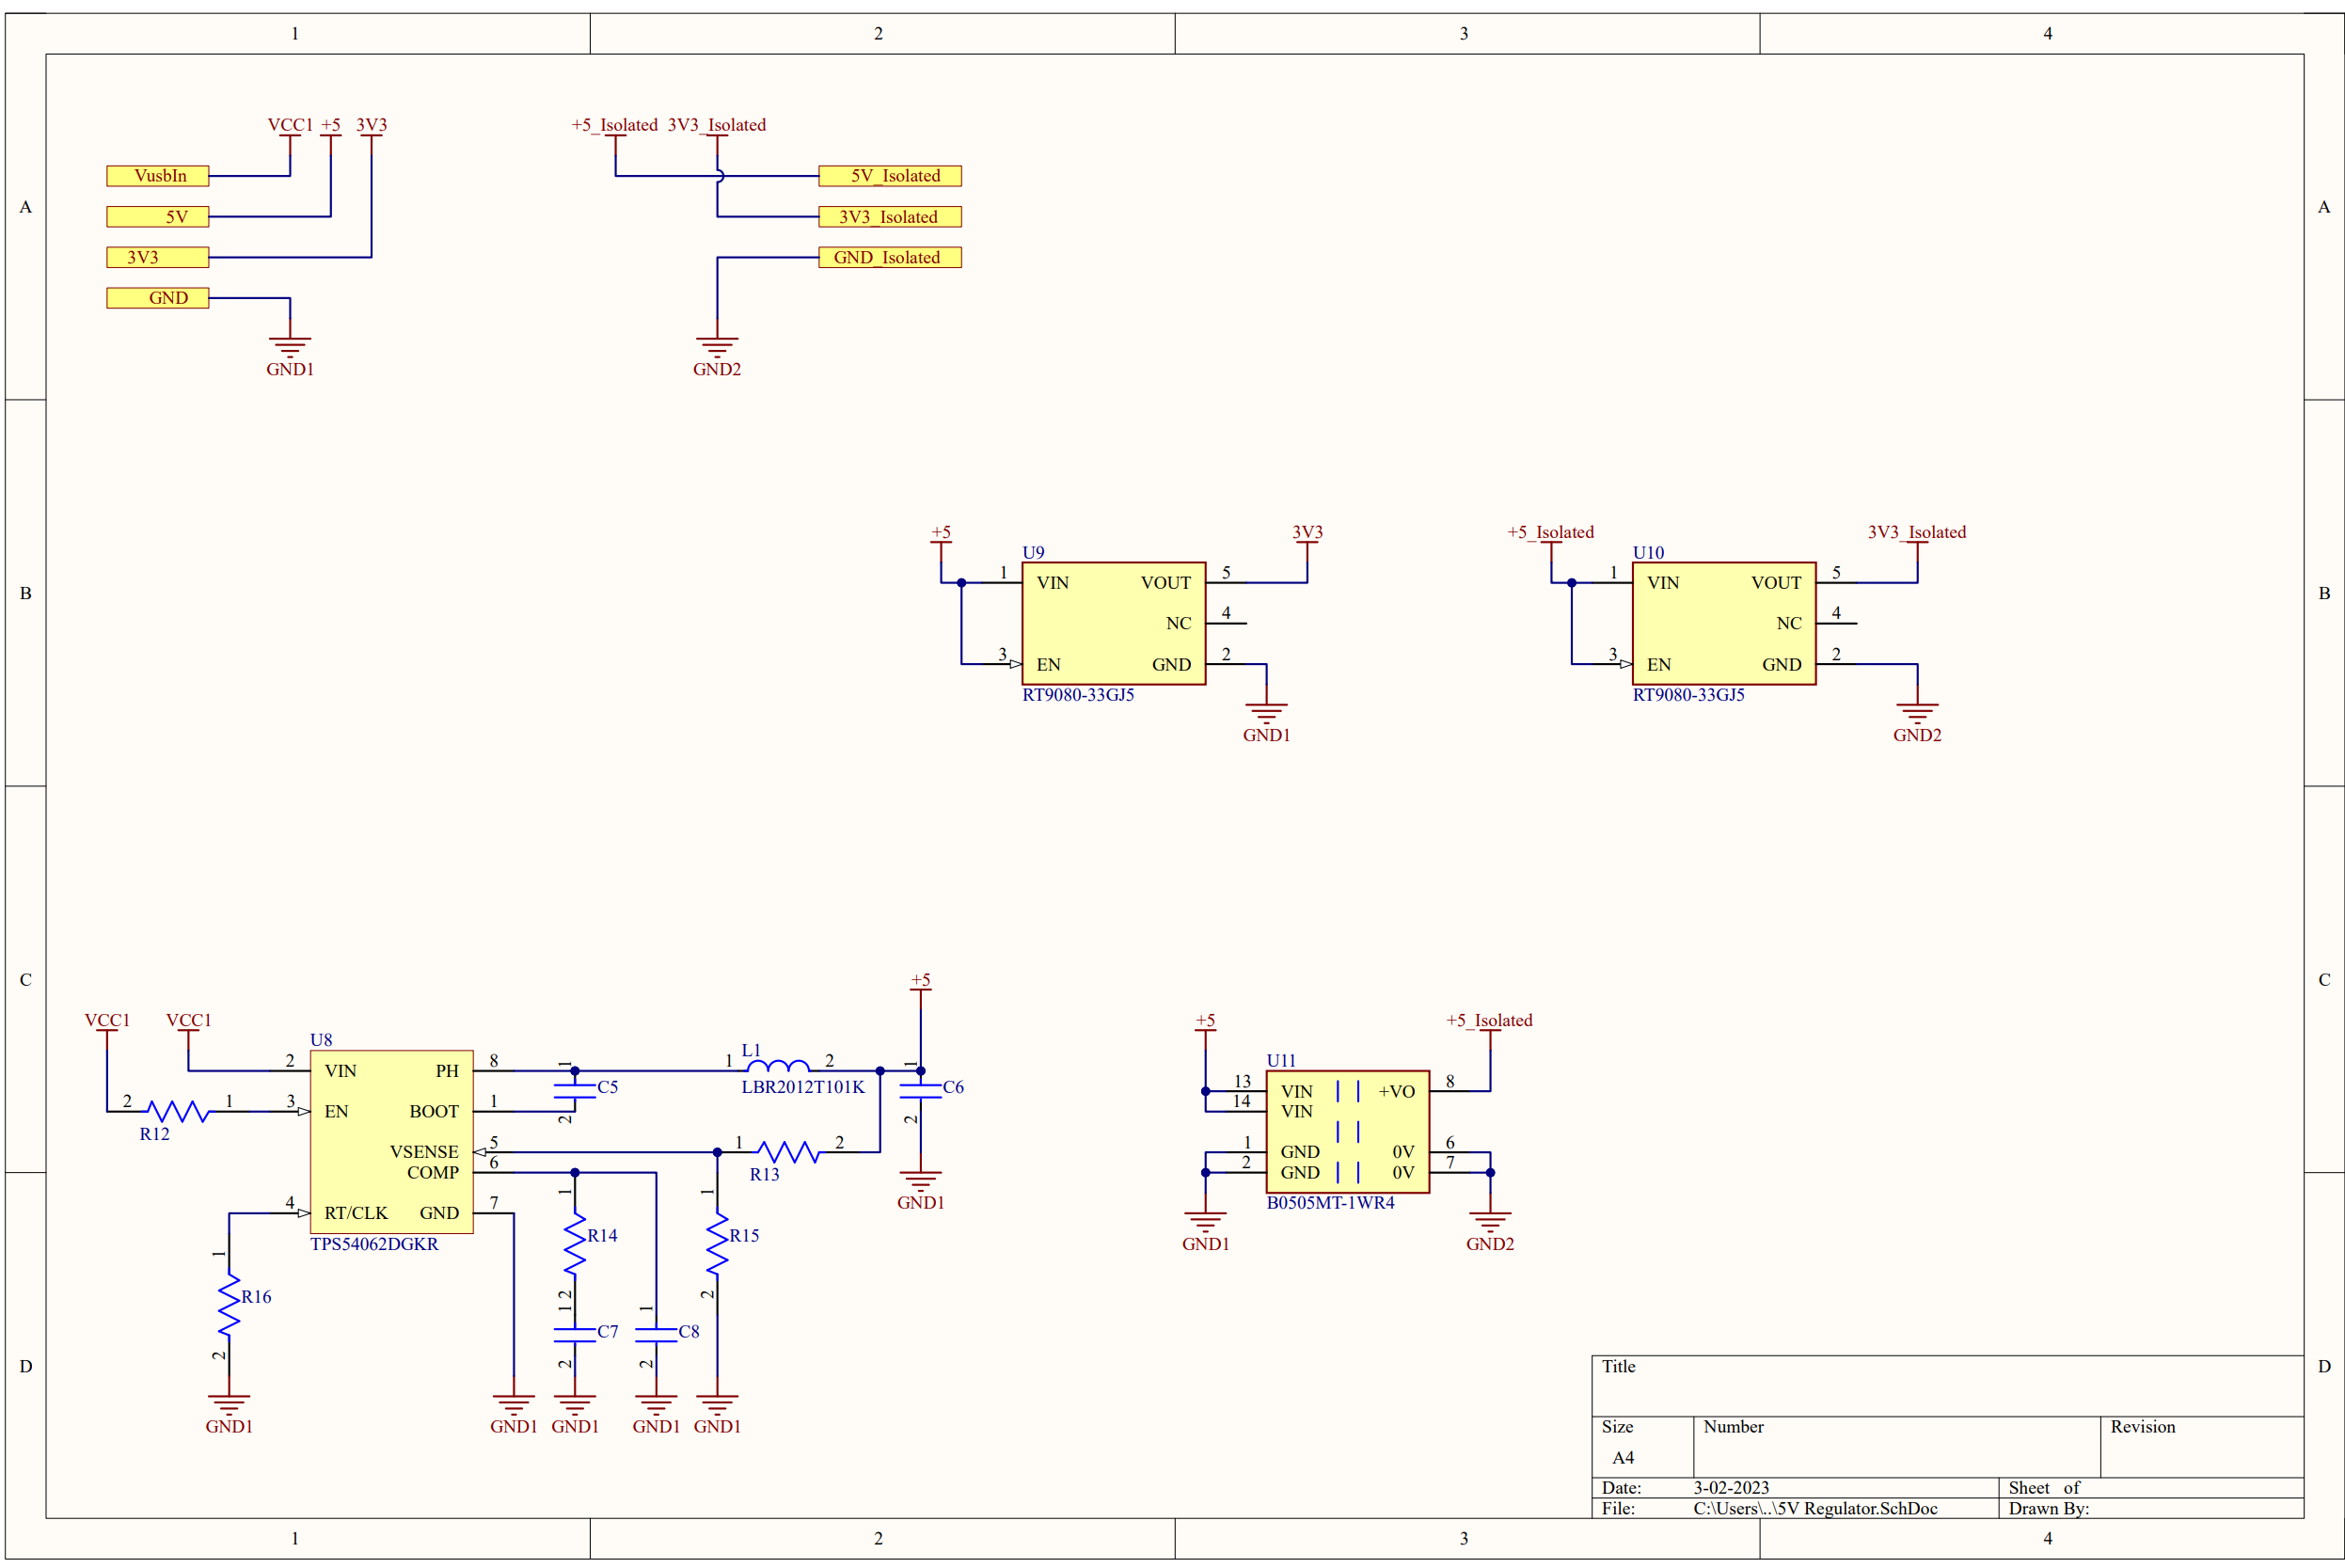 1 2 3 4
A A
B B
C C
D D
VCC1 +5 3V3
VusbIn
5V
3V3
GND
GND1
+5_Isolated 3V3_Isolated
5V_Isolated
3V3_Isolated
GND_Isolated
GND2
+5 3V3
U9
1 VIN VOUT 5
NC 4
3 EN GND 2
RT9080-33GJ5
GND1
+5_Isolated 3V3_Isolated
U10
1 VIN VOUT 5
NC 4
3 EN GND 2
RT9080-33GJ5
GND2
VCC1 VCC1
U8
2 VIN PH 8
2 1 3 EN BOOT 1
R12
VSENSE 5
COMP 6
4 RT/CLK GND 7
TPS54062DGKR
1
R16
2
GND1
1
C5
2
L1
1 2
LBR2012T101K
+5
1
C6
2
GND1
1 2
R13
1
R14
2
1
C7
2
1
C8
2
1
R15
2
GND1 GND1 GND1 GND1
+5 +5_Isolated
U11
13 VIN +VO 8
14 VIN
1 GND 0V 6
2 GND 0V 7
B0505MT-1WR4
GND1 GND2
Title
Size Number Revision
A4
Date: 3-02-2023 Sheet of
File: C:\Users\..\5V Regulator.SchDoc Drawn By:
1 2 3 4